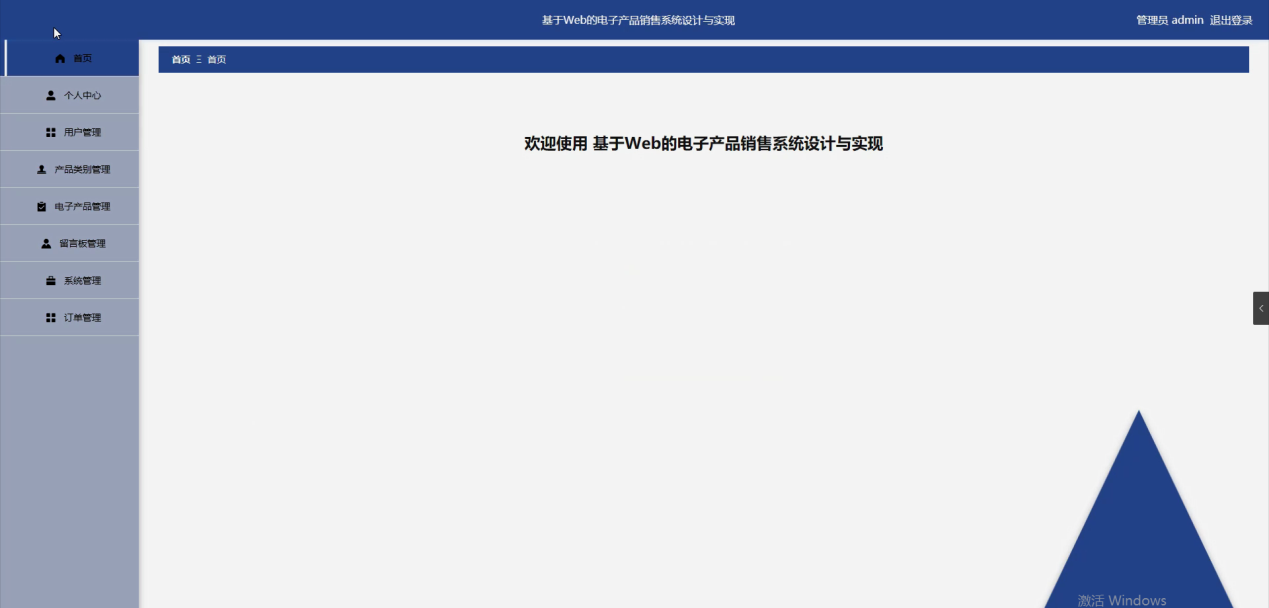 基于Web的电子产品销售系统设计与实现
管理员 admin 退出登录
首页
个人中心
用户管理
产品类别管理
电子产品管理
留言板管理
系统管理
订单管理
首页 Ξ 首页
欢迎使用 基于Web的电子产品销售系统设计与实现
激活 Windows